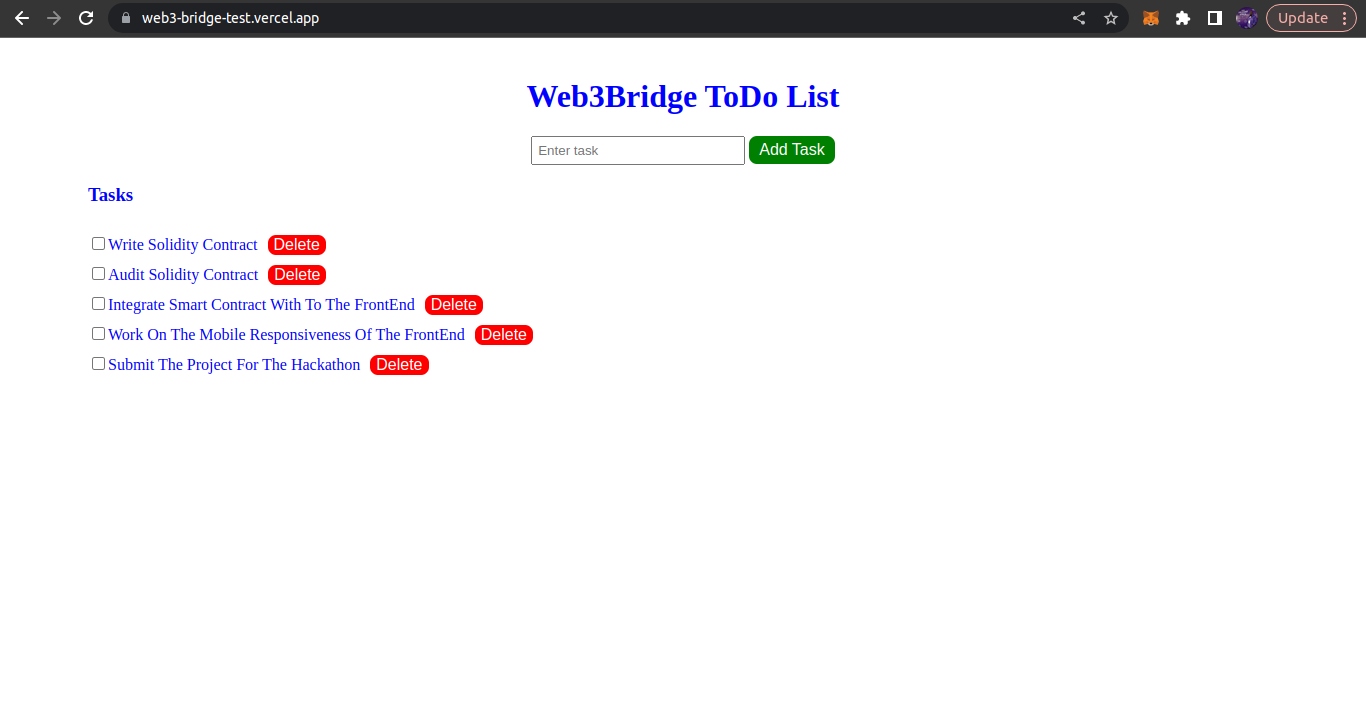 web3-bridge-test.vercel.app
Update
Web3Bridge ToDo List
Enter task Add Task
Tasks
Write Solidity Contract Delete
Audit Solidity Contract Delete
Integrate Smart Contract With To The FrontEnd Delete
Work On The Mobile Responsiveness Of The FrontEnd Delete
Submit The Project For The Hackathon Delete